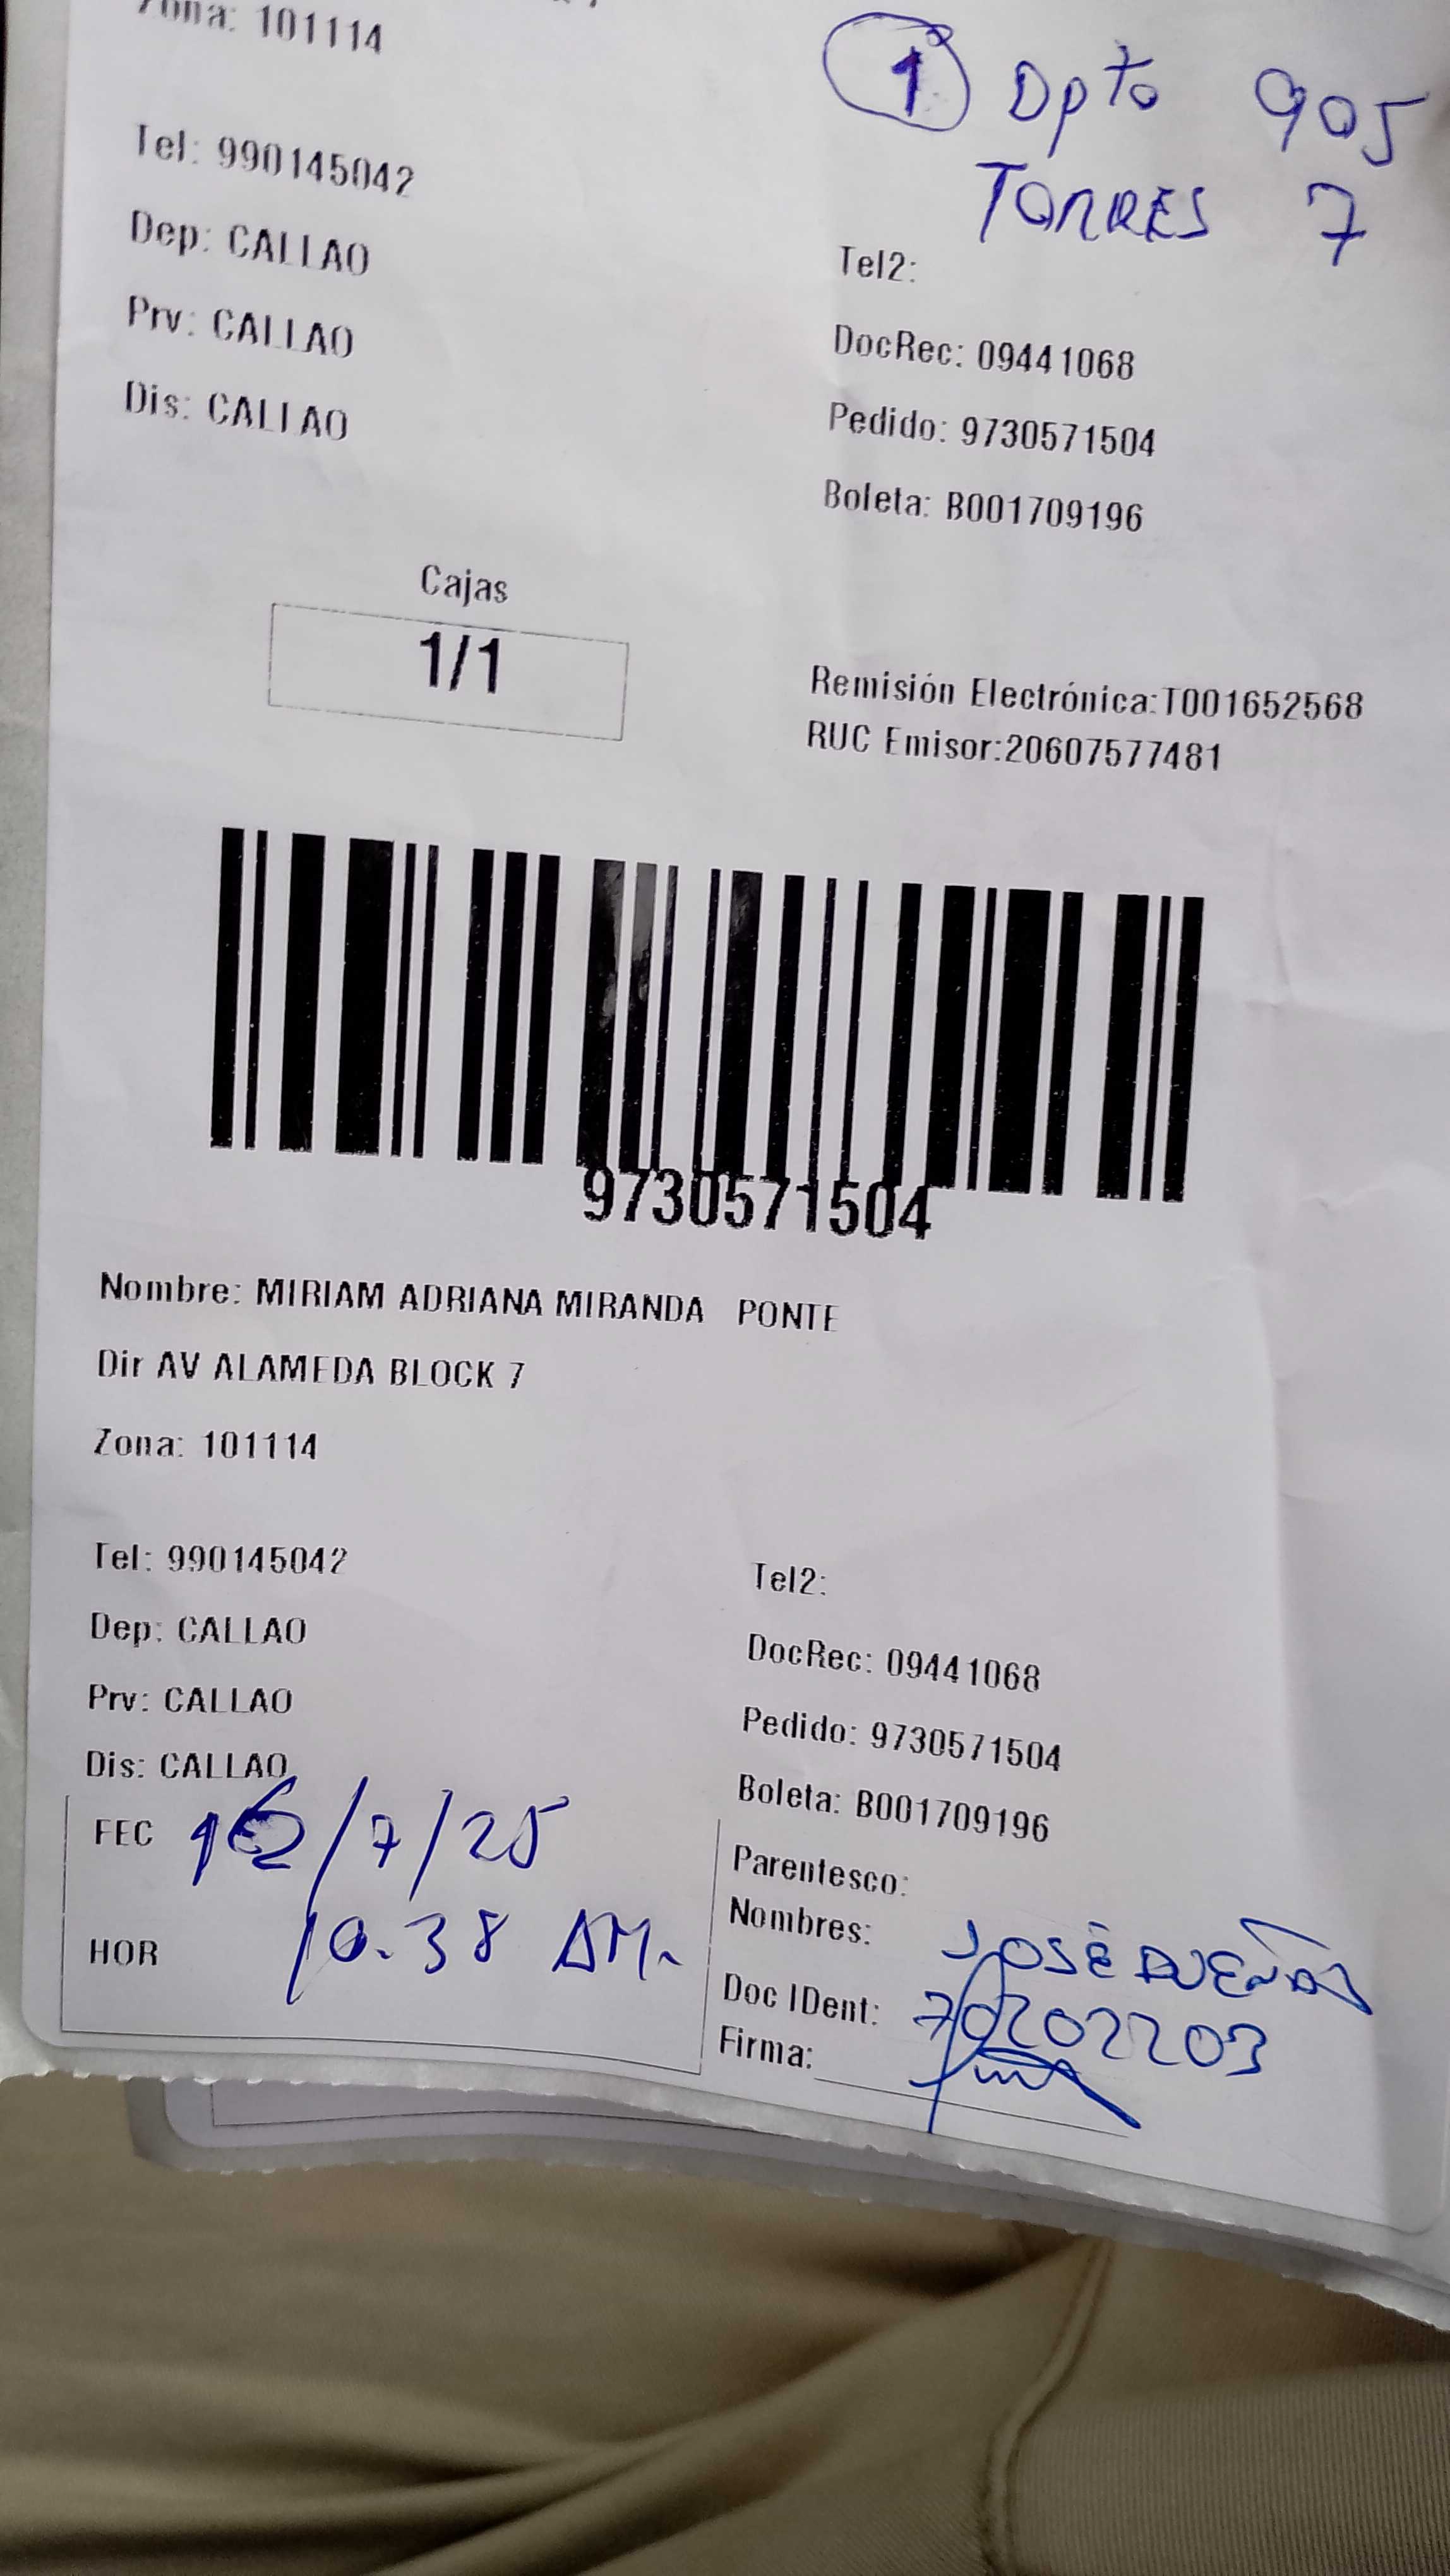 Zona: 101114
1 Dpto 905
TORRES 7
Tel: 990145042
Tel2:
Dep: CALLAO
DocRec: 09441068
Prv: CALLAO
Pedido: 9730571504
Dis: CALLAO
Boleta: B001709196
Cajas
1/1
Remisión Electrónica:T001652568
RUC Emisor:20607577481
9730571504
Nombre: MIRIAM ADRIANA MIRANDA PONTE
Dir AV ALAMEDA BLOCK 7
Zona: 101114
Tel: 990145042
Tel2:
Dep: CALLAO
DocRec: 09441068
Prv: CALLAO
Pedido: 9730571504
Dis: CALLAO
Boleta: B001709196
FEC /7/25
Parentesco:
HOR 10.38 AM.
Nombres: JOSÉ DUEÑAS
Doc IDent: 70202203
Firma: